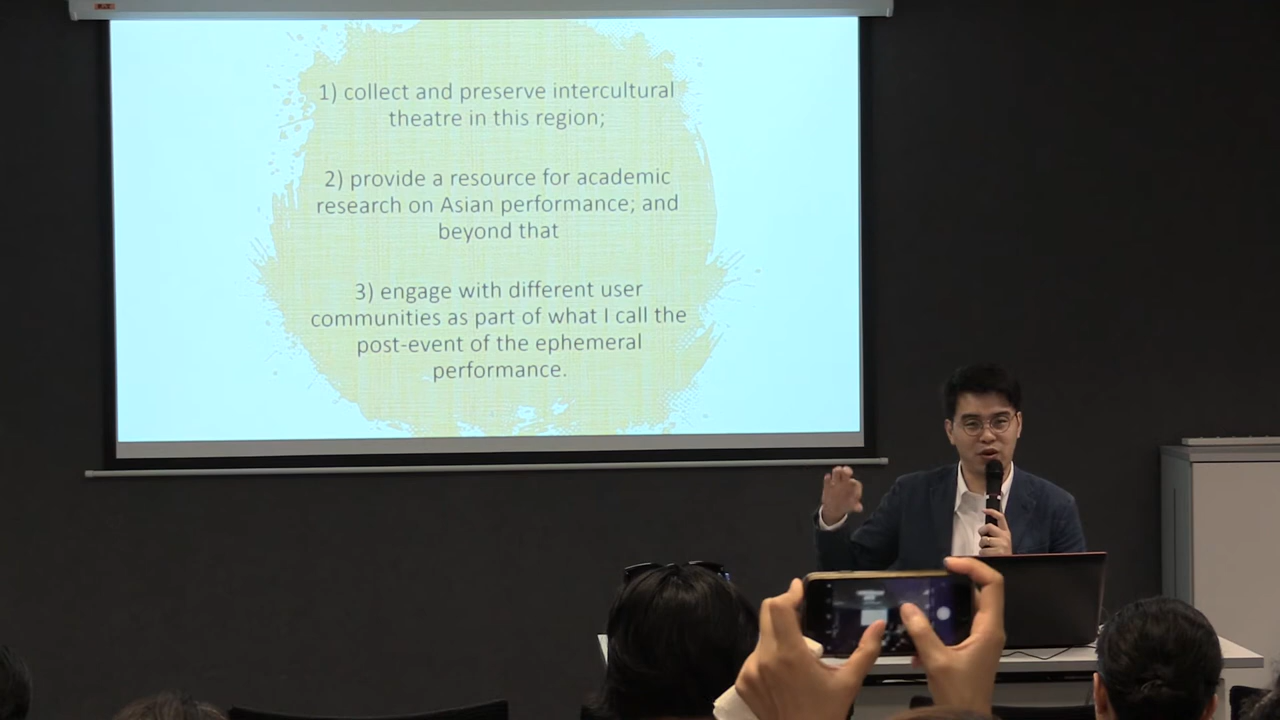 1) collect and preserve intercultural
theatre in this region;
2) provide a resource for academic
research on Asian performance; and
beyond that
3) engage with different user
communities as part of what I call the
post-event of the ephemeral
performance.